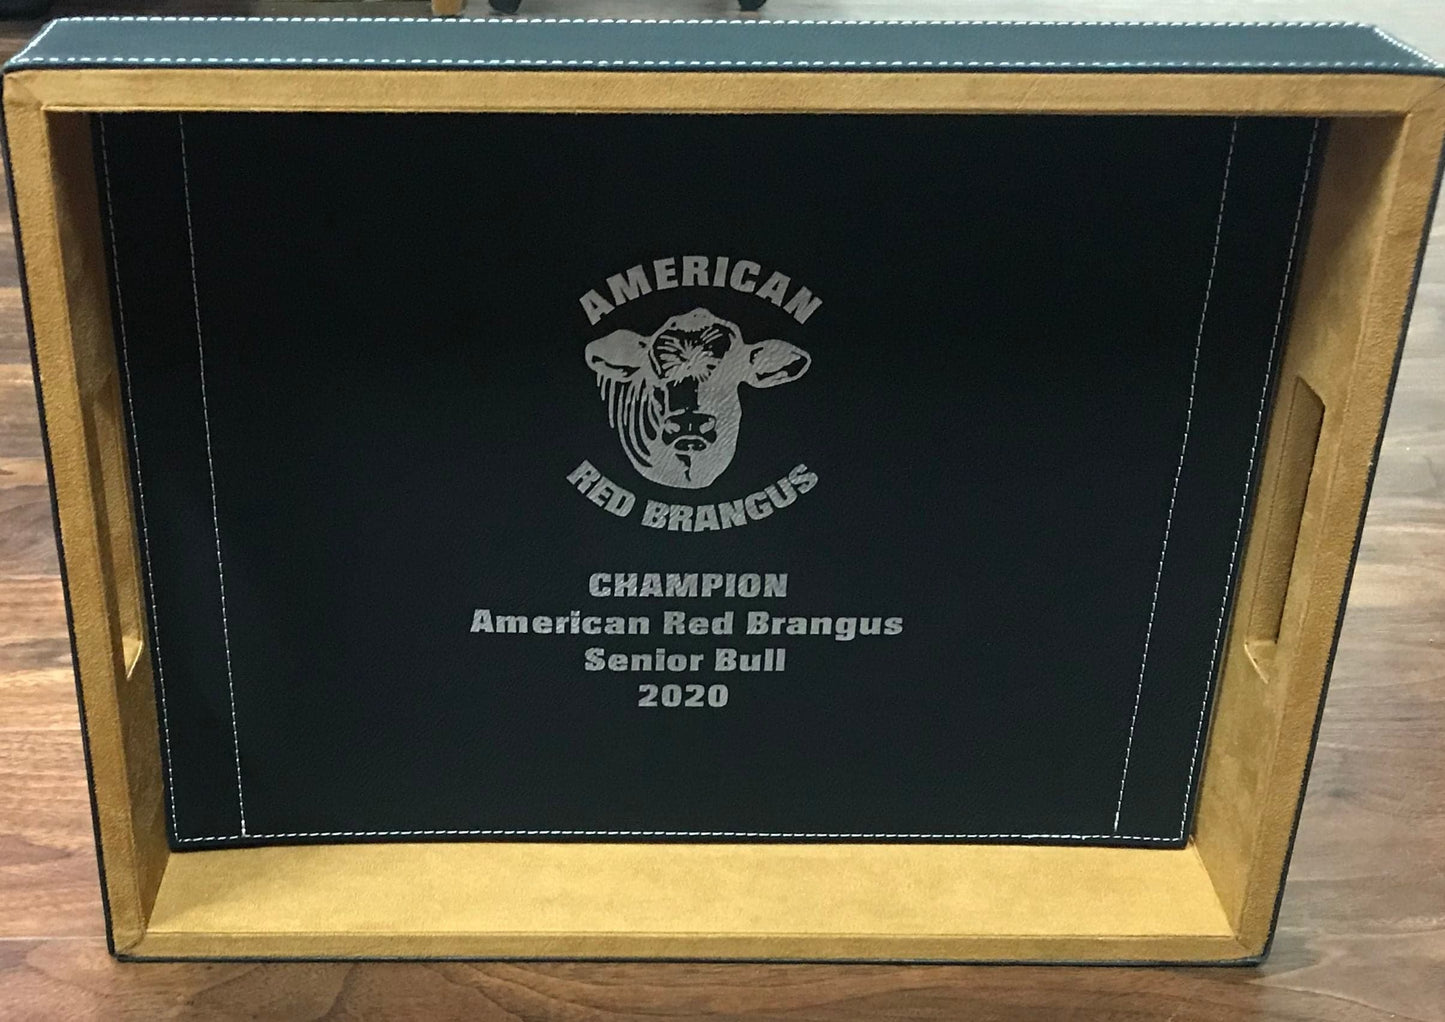 AMERICAN
RED BRANGUS
CHAMPION
American Red Brangus
Senior Bull
2020